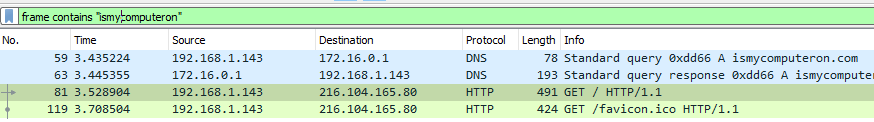 frame contains "ismycomputeron"
No. Time Source Destination Protocol Length Info
59 3.435224 192.168.1.143 172.16.0.1 DNS 78 Standard query 0xdd66 A ismycomputeron.com
63 3.445355 172.16.0.1 192.168.1.143 DNS 193 Standard query response 0xdd66 A ismycompute
81 3.528904 192.168.1.143 216.104.165.80 HTTP 491 GET / HTTP/1.1
119 3.708504 192.168.1.143 216.104.165.80 HTTP 424 GET /favicon.ico HTTP/1.1